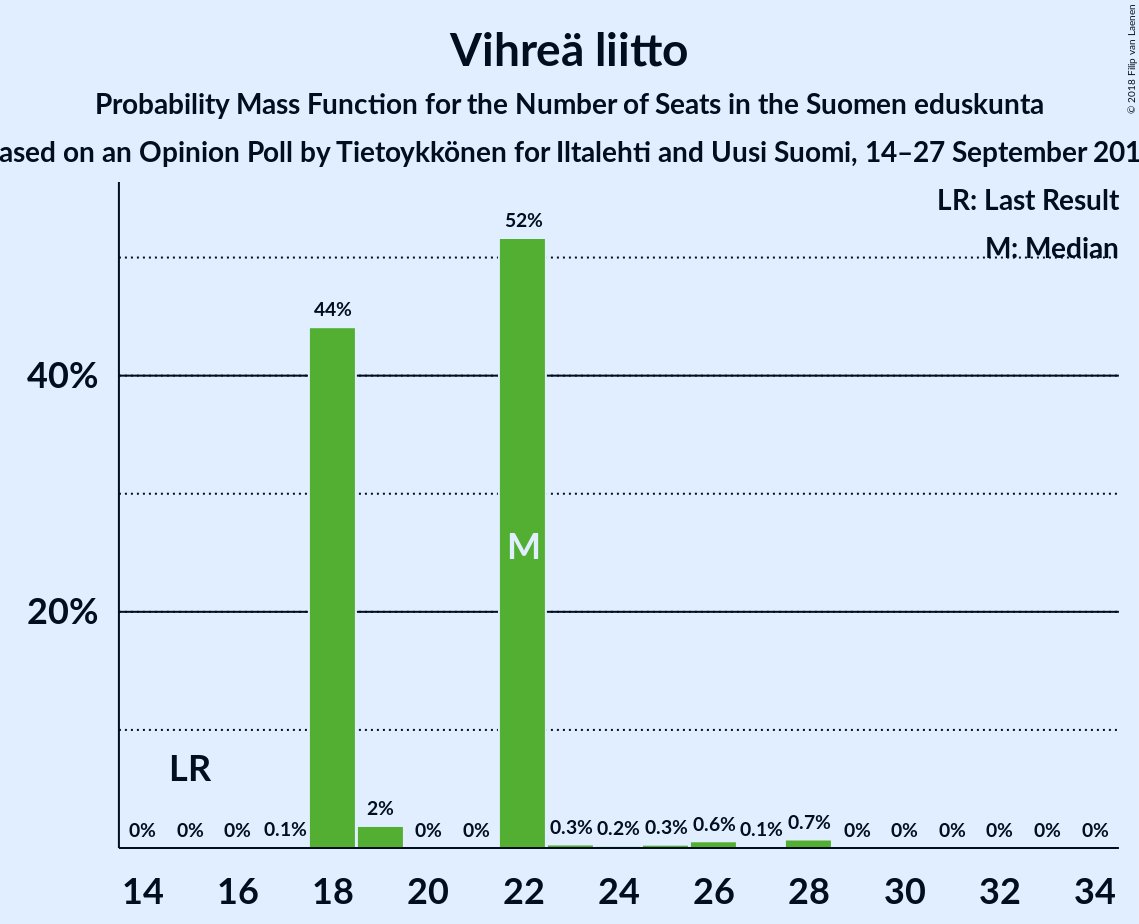 Vihreä liitto
Probability Mass Function for the Number of Seats in the Suomen eduskunta
ased on an Opinion Poll by Tietoykkönen for Iltalehti and Uusi Suomi, 14–27 September 201
© 2018 Filip van Laenen
LR: Last Result
M: Median
52%
44%
40%
M
20%
LR
0% 0% 0% 0.1% 2% 0% 0% 0.3% 0.2% 0.3% 0.6% 0.1% 0.7% 0% 0% 0% 0% 0% 0%
14 16 18 20 22 24 26 28 30 32 34